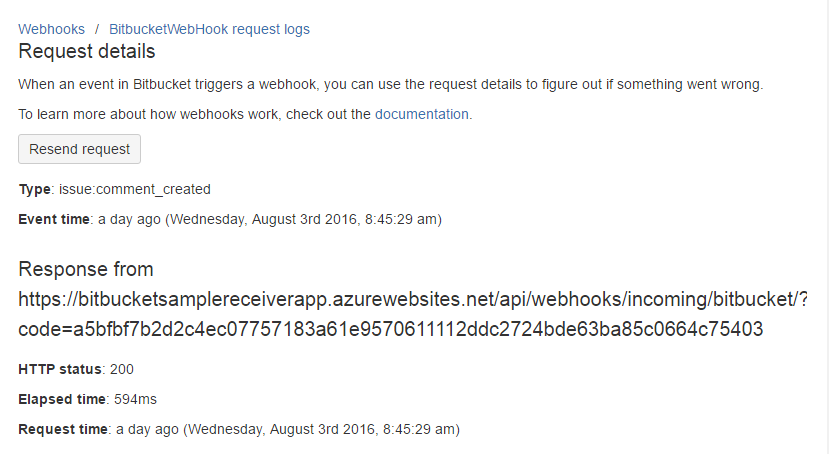 Webhooks / BitbucketWebHook request logs
Request details
When an event in Bitbucket triggers a webhook, you can use the request details to figure out if something went wrong.
To learn more about how webhooks work, check out the documentation.
Resend request
Type: issue:comment_created
Event time: a day ago (Wednesday, August 3rd 2016, 8:45:29 am)
Response from
https://bitbucketsamplereceiverapp.azurewebsites.net/api/webhooks/incoming/bitbucket/?
code=a5bfbf7b2d2c4ec07757183a61e9570611112ddc2724bde63ba85c0664c75403
HTTP status: 200
Elapsed time: 594ms
Request time: a day ago (Wednesday, August 3rd 2016, 8:45:29 am)